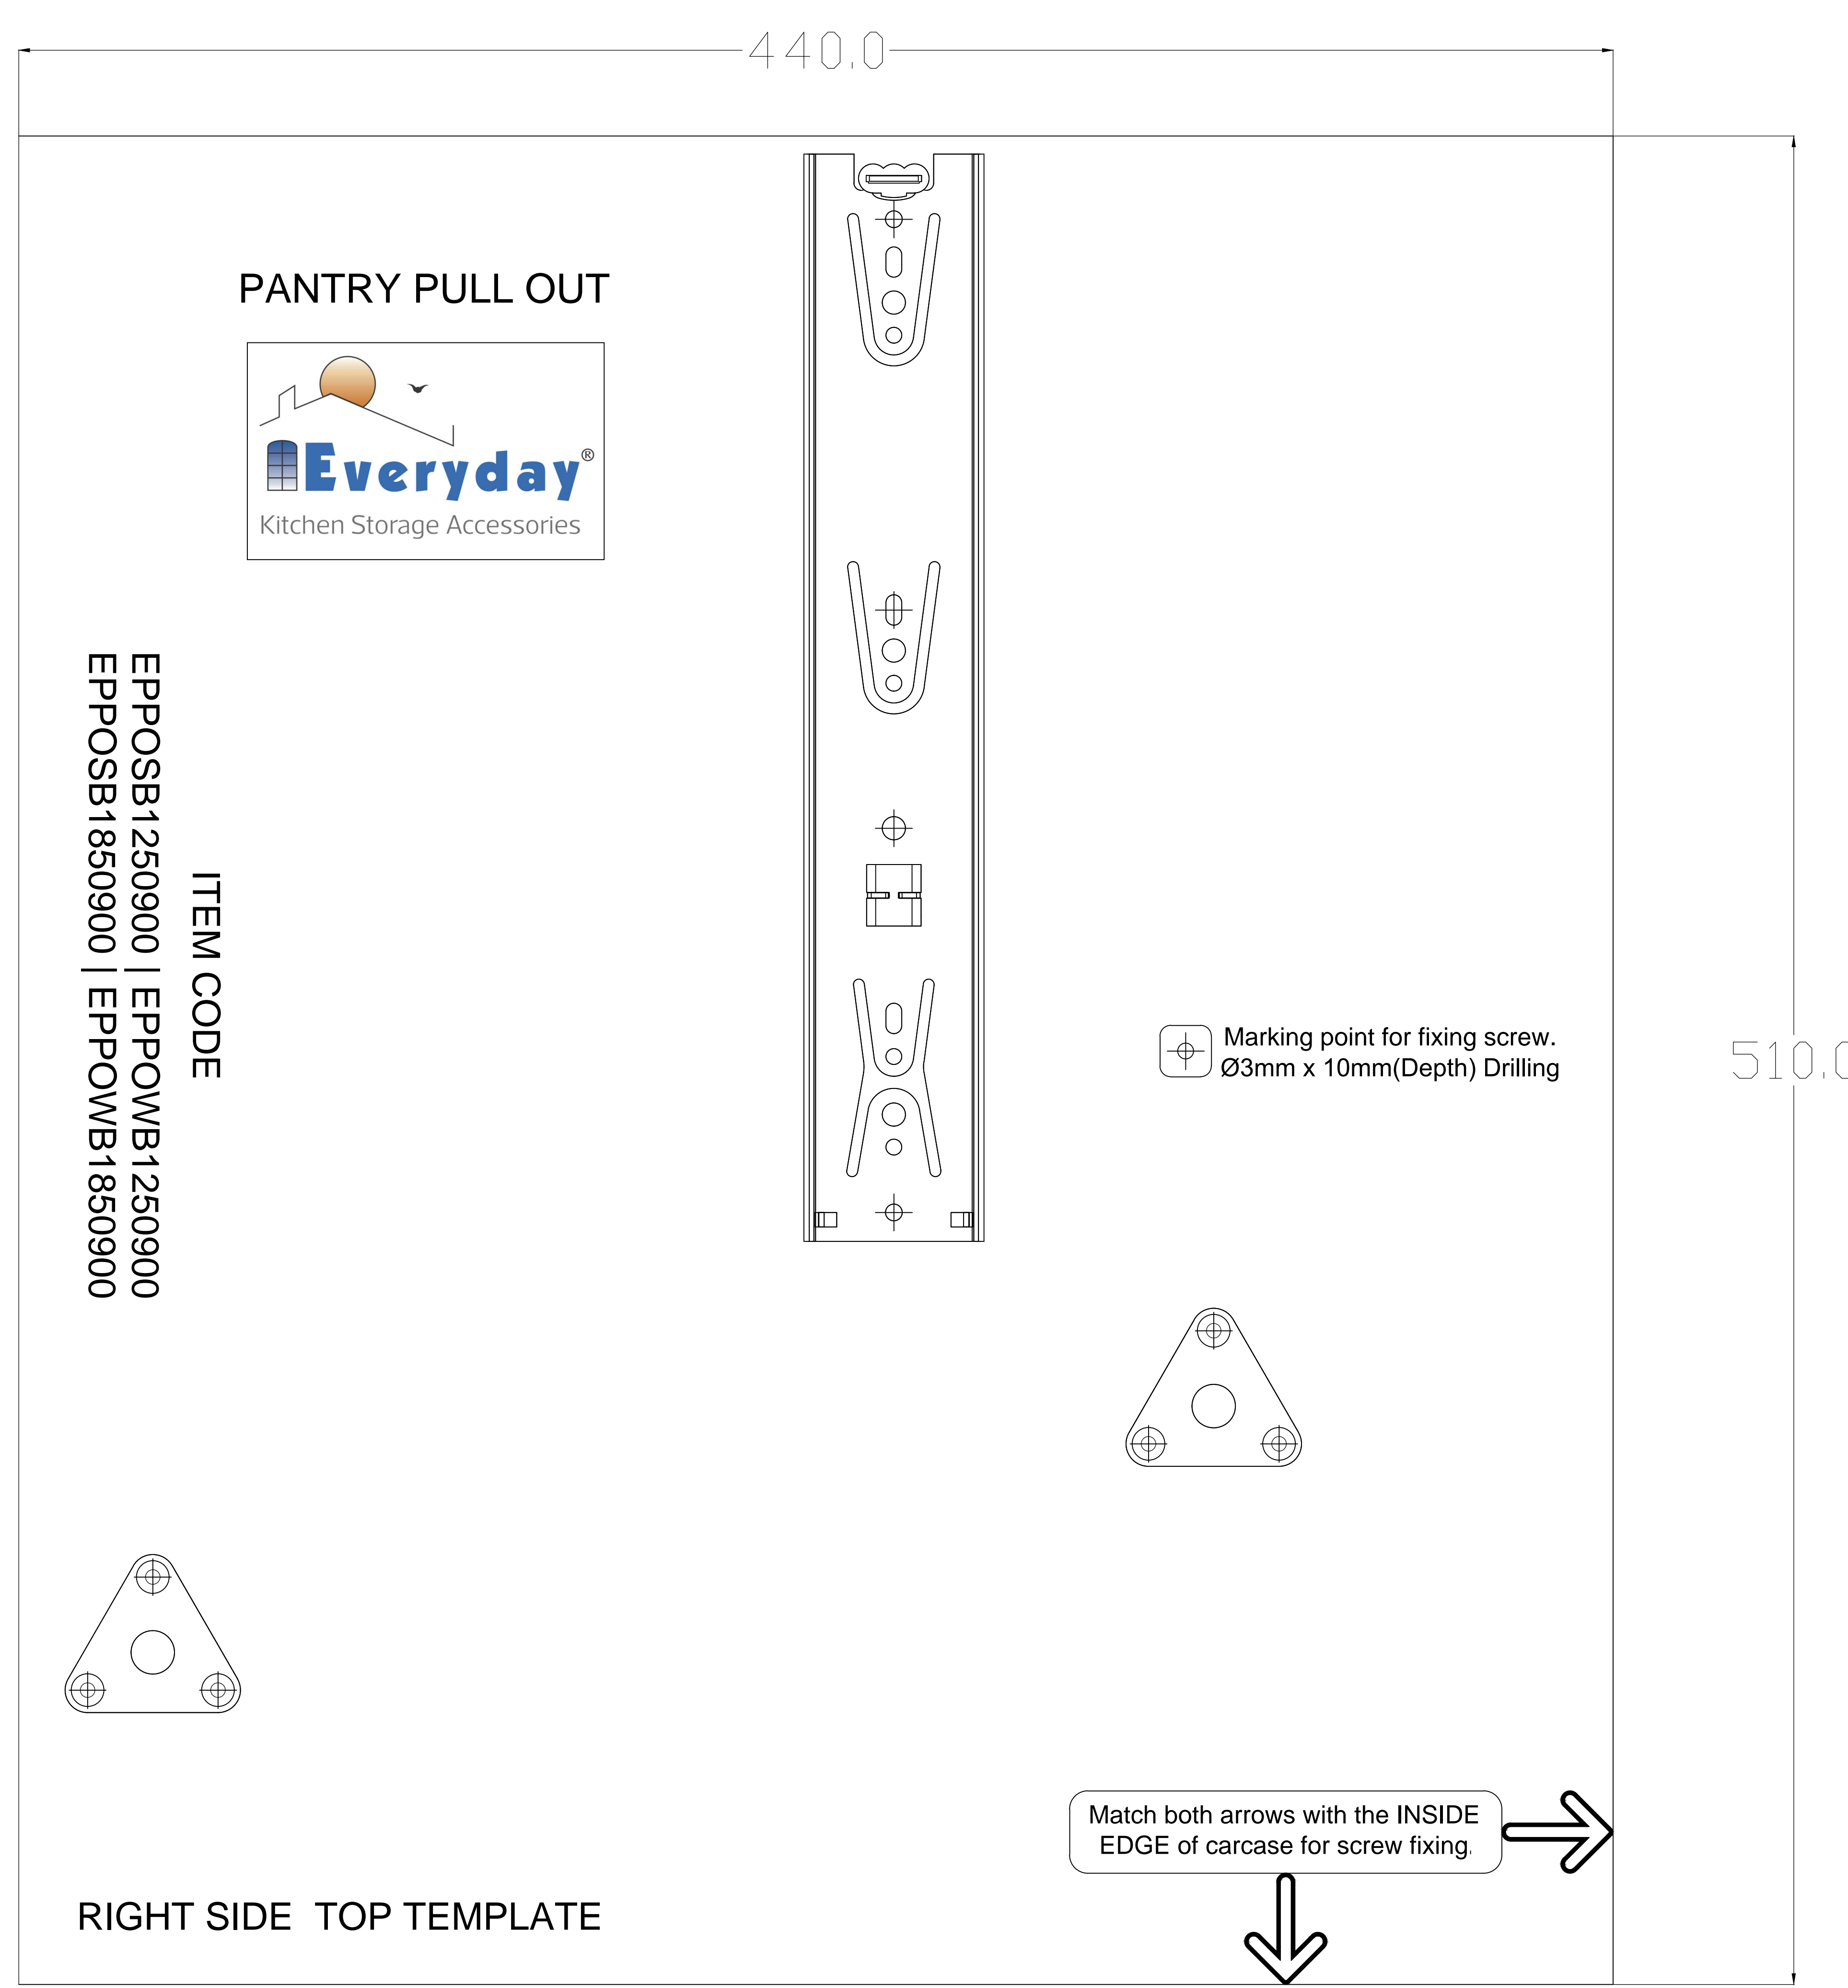 440.0
PANTRY PULL OUT
Everyday®
Kitchen Storage Accessories
ITEM CODE
EPPOSB1250900 | EPPOWB1250900
EPPOSB1850900 | EPPOWB1850900
Marking point for fixing screw.
Ø3mm x 10mm(Depth) Drilling
510.0
Match both arrows with the INSIDE
EDGE of carcase for screw fixing.
RIGHT SIDE TOP TEMPLATE